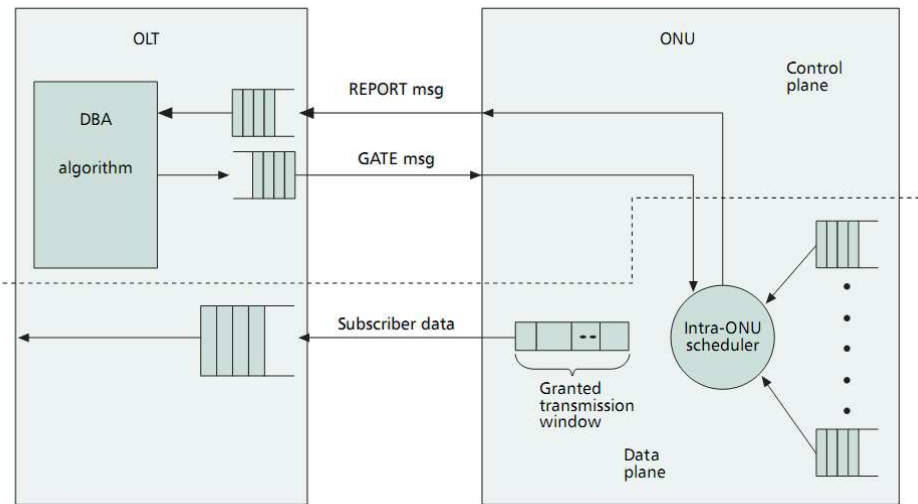 OLT
ONU
Control
plane
REPORT msg
DBA
algorithm
GATE msg
Subscriber data
Intra-ONU
scheduler
Granted
transmission
window
Data
plane